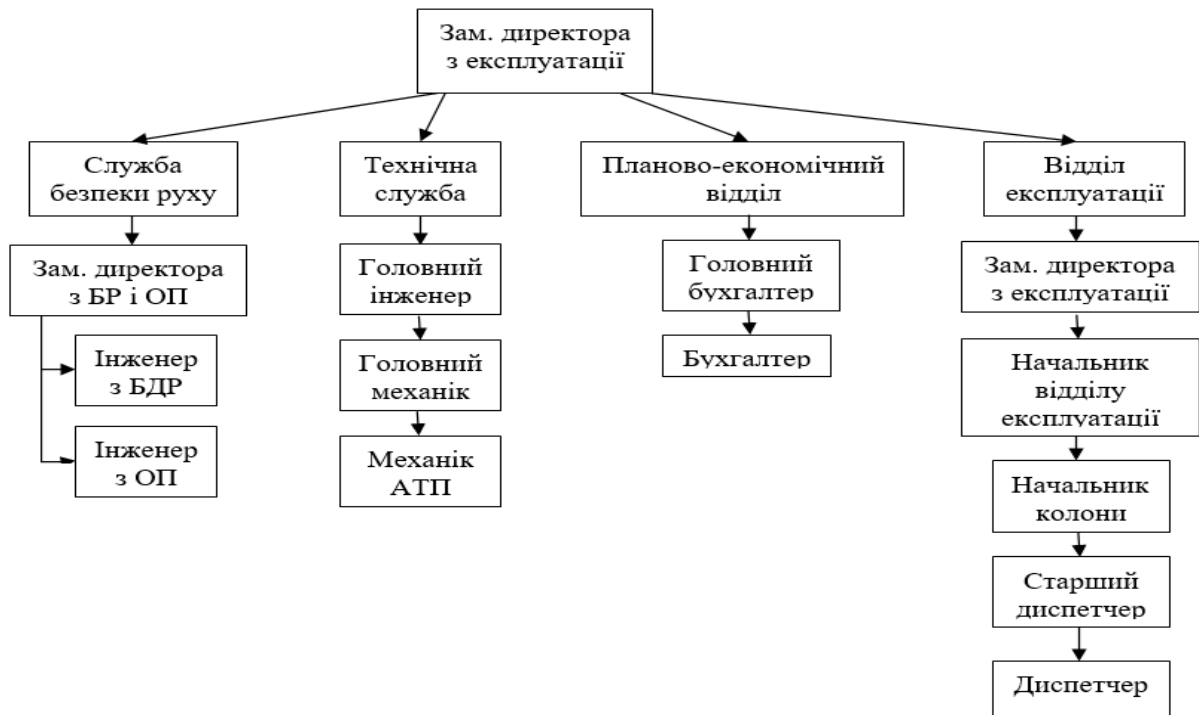 Зам. директора
з експлуатації
Служба
безпеки руху
Технічна
служба
Планово-економічний
відділ
Відділ
експлуатації
Зам. директора
з БР і ОП
Головний
інженер
Головний
бухгалтер
Зам. директора
з експлуатації
Інженер
з БДР
Головний
механік
Бухгалтер
Начальник
відділу
експлуатації
Інженер
з ОП
Механік
АТП
Начальник
колони
Старший
диспетчер
Диспетчер